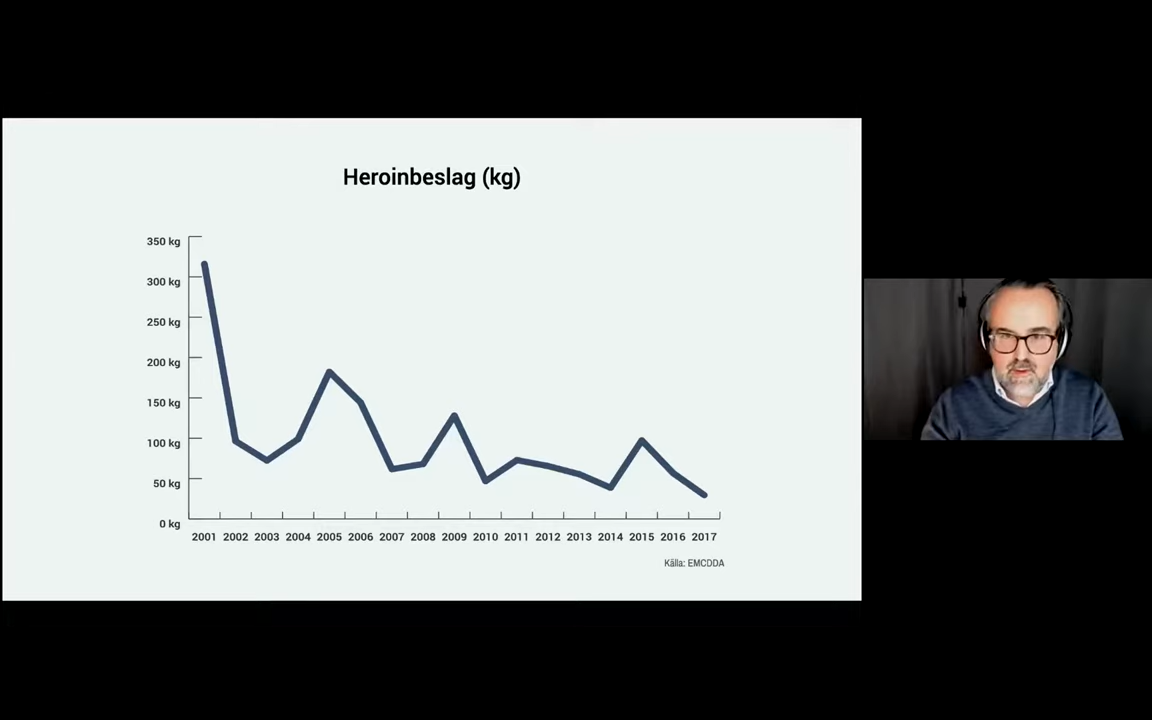 Heroinbeslag (kg)
350 kg
300 kg
250 kg
200 kg
150 kg
100 kg
50 kg
0 kg
2001 2002 2003 2004 2005 2006 2007 2008 2009 2010 2011 2012 2013 2014 2015 2016 2017
Källa: EMCDDA